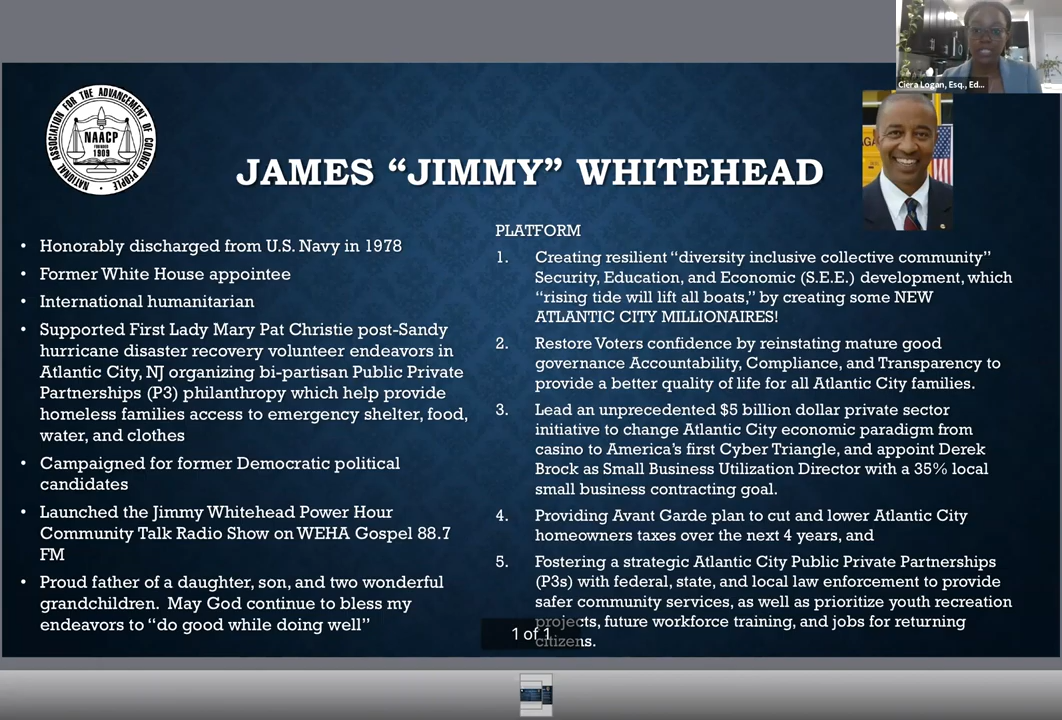 Ciera Logan, Esq., Ed...
NATIONAL ASSOCIATION FOR THE ADVANCEMENT OF COLORED PEOPLE
NAACP
FOUNDED
1909
JAMES “JIMMY” WHITEHEAD
• Honorably discharged from U.S. Navy in 1978
• Former White House appointee
• International humanitarian
• Supported First Lady Mary Pat Christie post-Sandy
hurricane disaster recovery volunteer endeavors in
Atlantic City, NJ organizing bi-partisan Public Private
Partnerships (P3) philanthropy which help provide
homeless families access to emergency shelter, food,
water, and clothes
• Campaigned for former Democratic political
candidates
• Launched the Jimmy Whitehead Power Hour
Community Talk Radio Show on WEHA Gospel 88.7
FM
• Proud father of a daughter, son, and two wonderful
grandchildren. May God continue to bless my
endeavors to “do good while doing well”
PLATFORM
1. Creating resilient “diversity inclusive collective community”
Security, Education, and Economic (S.E.E.) development, which
“rising tide will lift all boats,” by creating some NEW
ATLANTIC CITY MILLIONAIRES!
2. Restore Voters confidence by reinstating mature good
governance Accountability, Compliance, and Transparency to
provide a better quality of life for all Atlantic City families.
3. Lead an unprecedented $5 billion dollar private sector
initiative to change Atlantic City economic paradigm from
casino to America’s first Cyber Triangle, and appoint Derek
Brock as Small Business Utilization Director with a 35% local
small business contracting goal.
4. Providing Avant Garde plan to cut and lower Atlantic City
homeowners taxes over the next 4 years, and
5. Fostering a strategic Atlantic City Public Private Partnerships
(P3s) with federal, state, and local law enforcement to provide
safer community services, as well as prioritize youth recreation
projects, future workforce training, and jobs for returning
citizens.
1 of 1